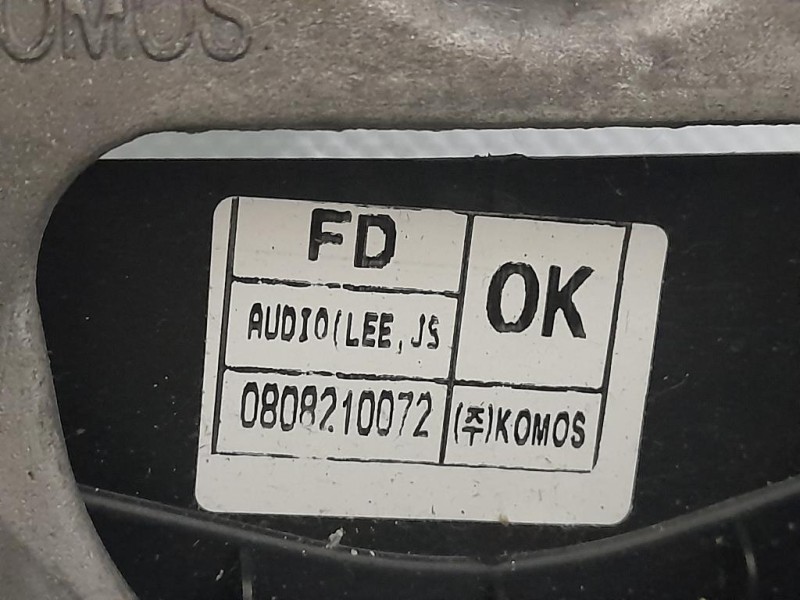 KOMOS
FD
OK
AUDIO(LEE,JS
0808210072
(주)KOMOS